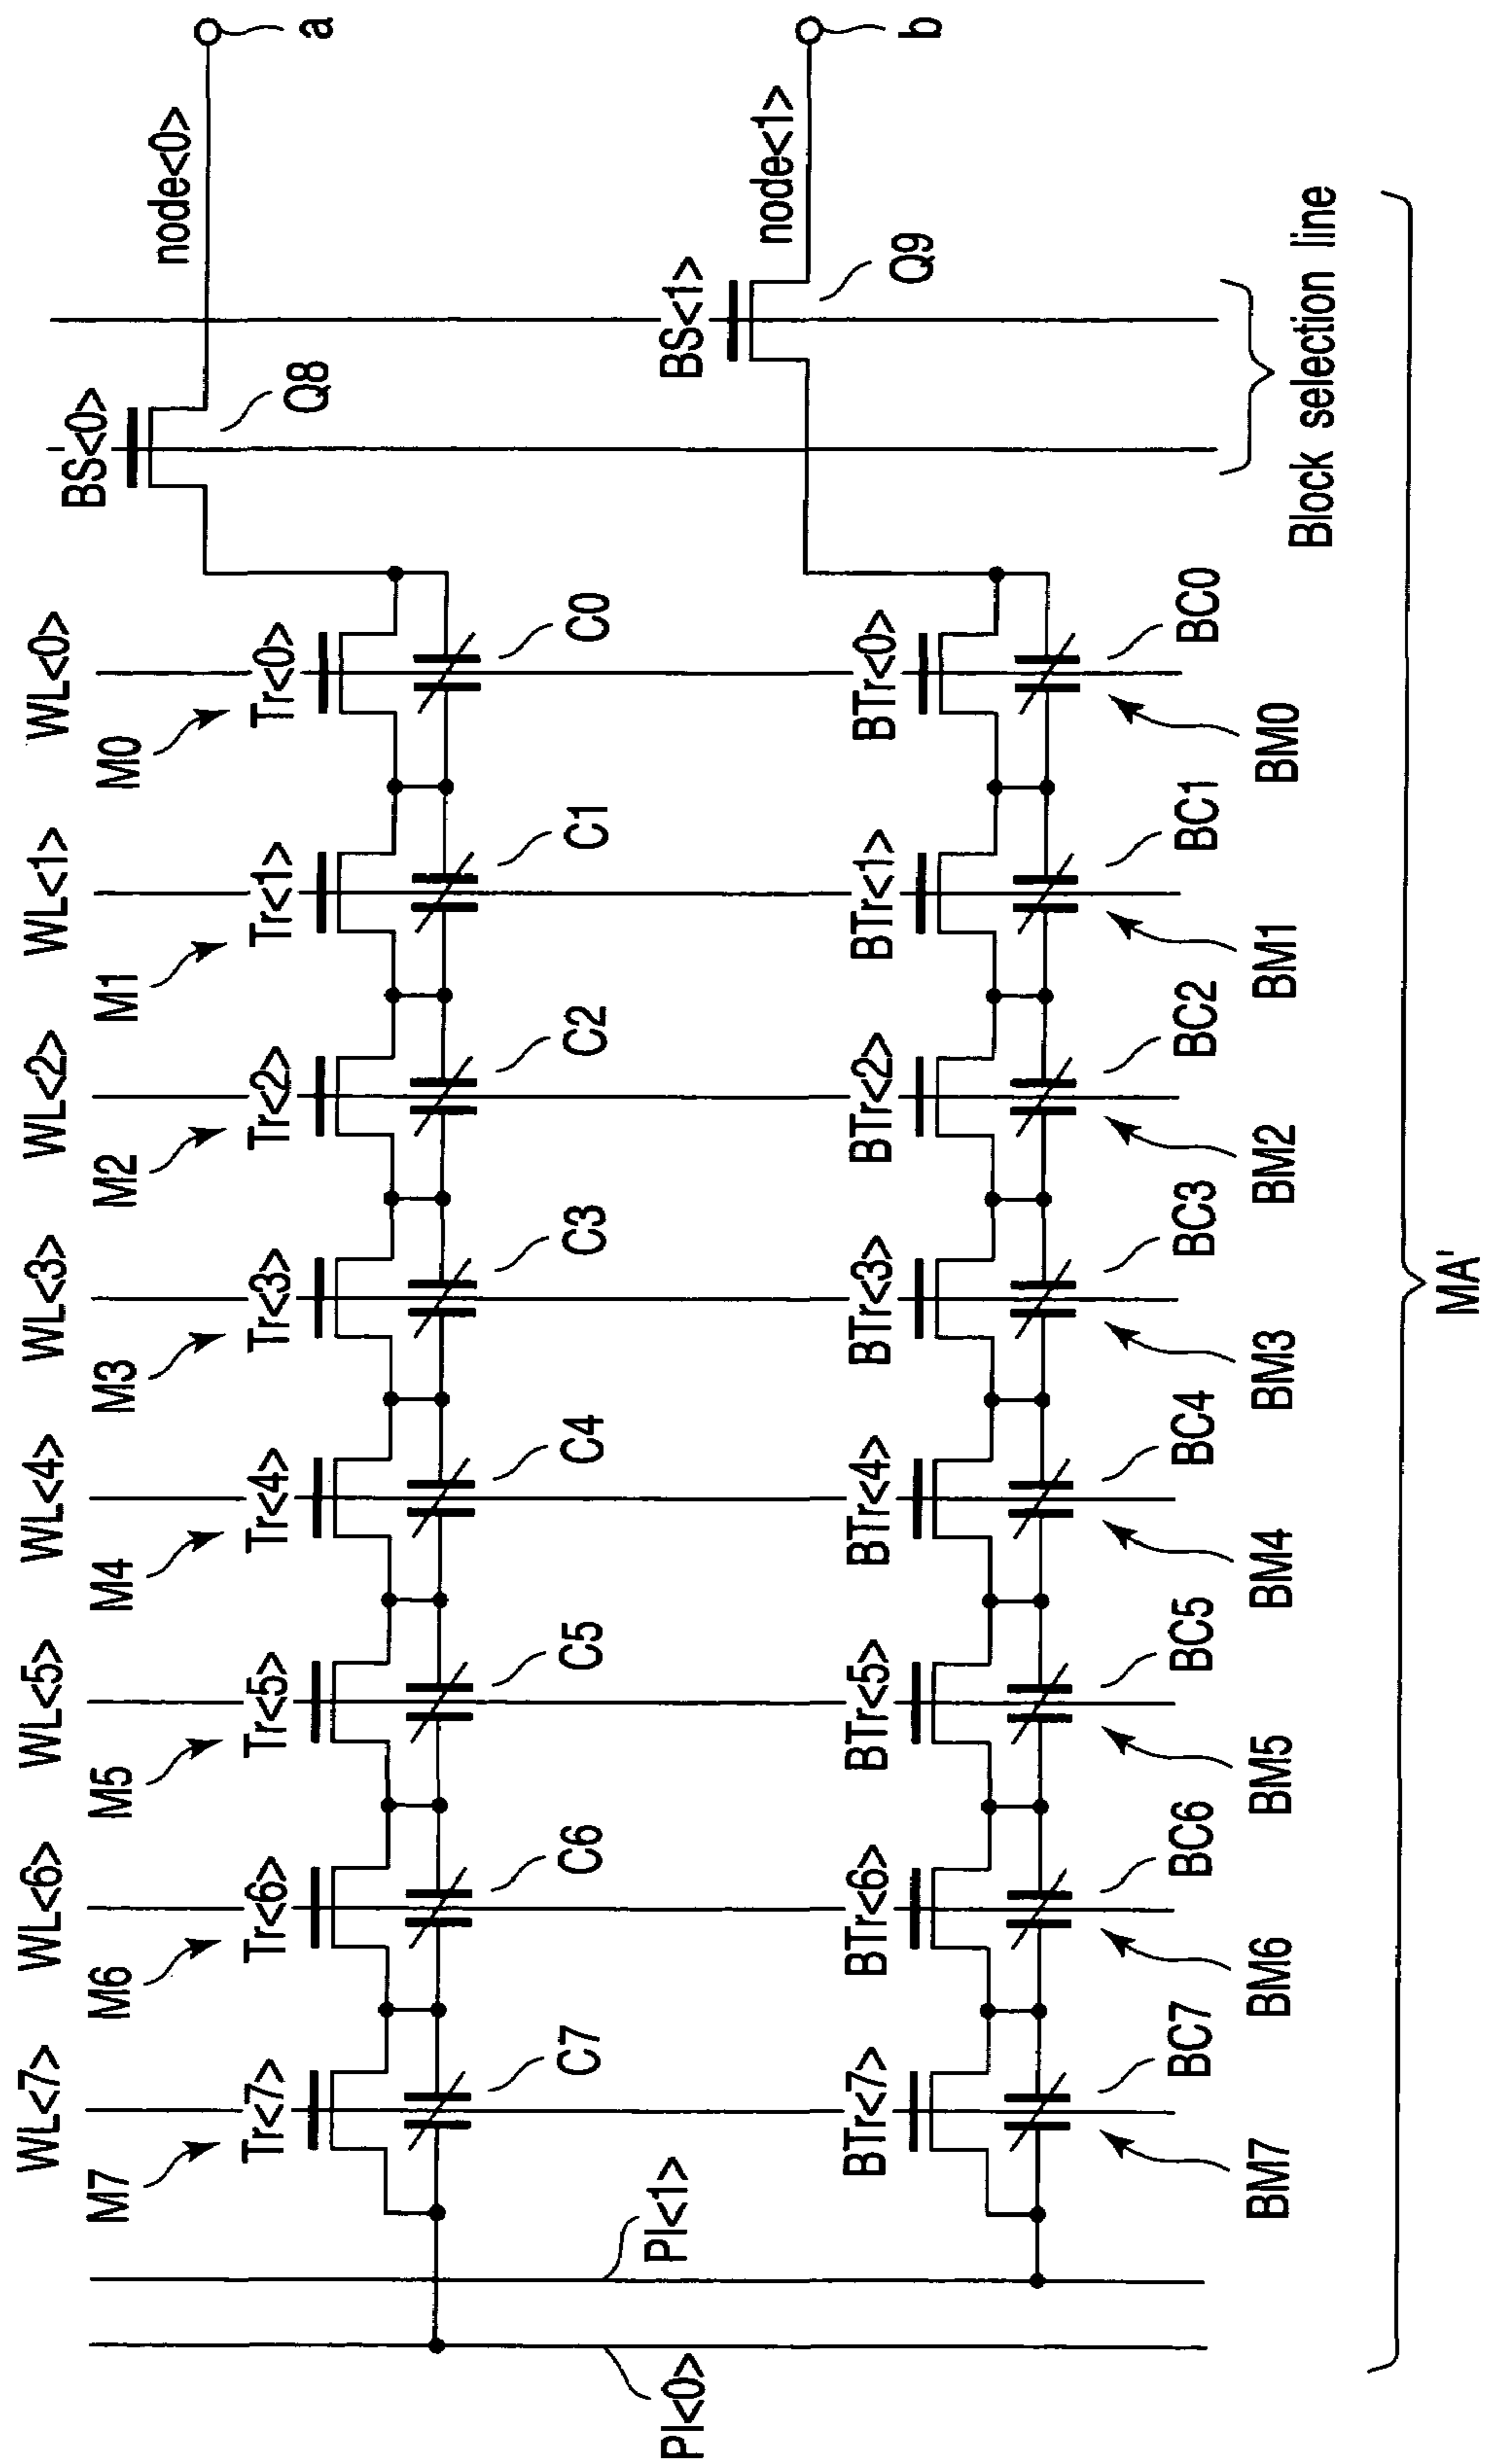 WL<7> WL<6> WL<5> WL<4> WL<3> WL<2> WL<1> WL<0>
M7 M6 M5 M4 M3 M2 M1 M0
BS<0>
node<0>
a
Tr<7> Tr<6> Tr<5> Tr<4> Tr<3> Tr<2> Tr<1> Tr<0>
Q8
C7 C6 C5 C4 C3 C2 C1 C0
Pl<0>
Pl<1>
BS<1>
node<1>
b
BTr<7> BTr<6> BTr<5> BTr<4> BTr<3> BTr<2> BTr<1> BTr<0>
Q9
BC7 BC6 BC5 BC4 BC3 BC2 BC1 BC0
BM7 BM6 BM5 BM4 BM3 BM2 BM1 BM0
Block selection line
MA'